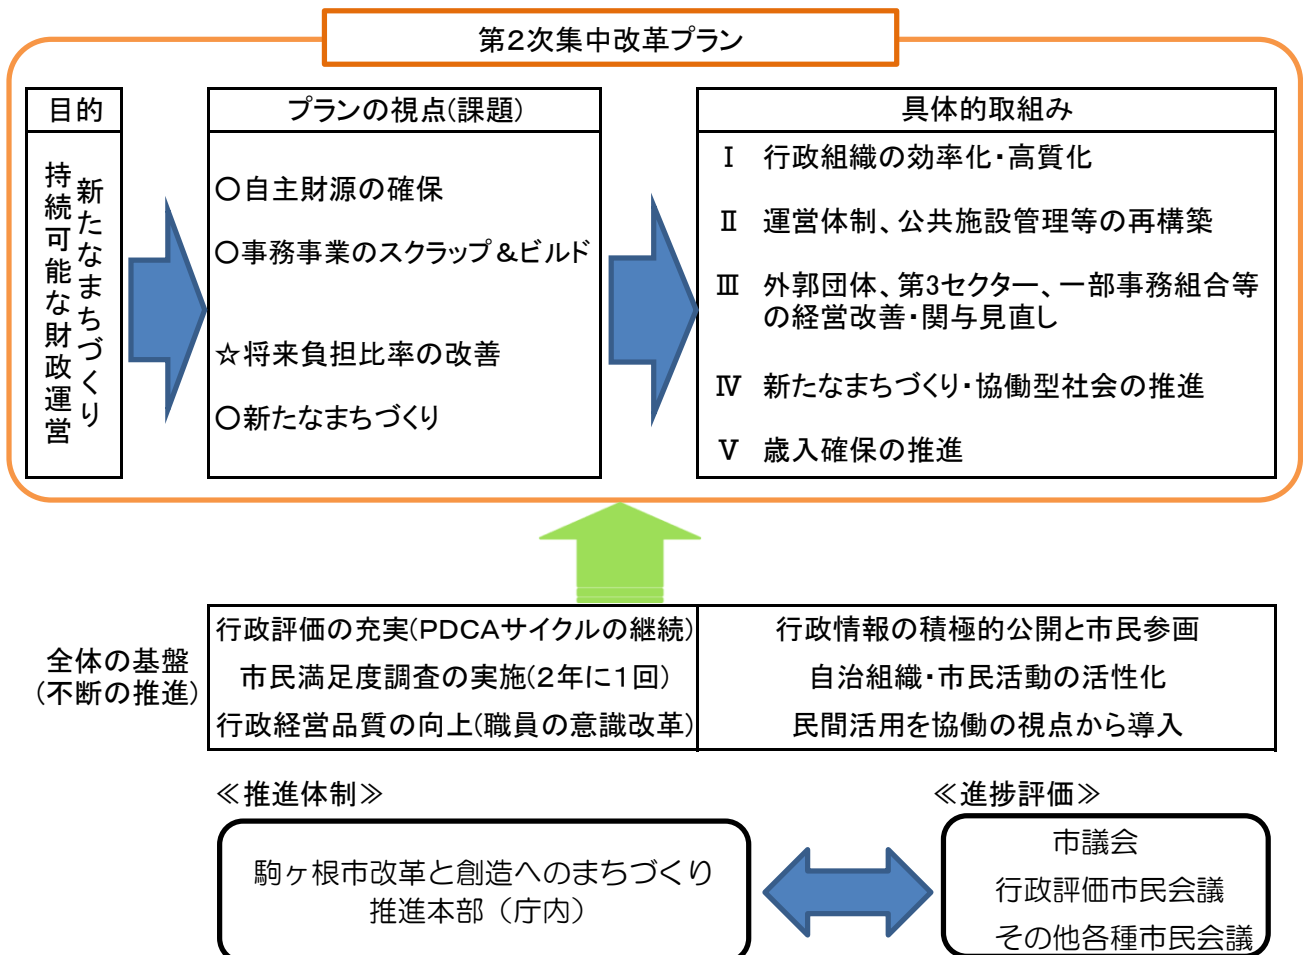 第2次集中改革プラン
目的
新たなまちづくり
持続可能な財政運営
プランの視点(課題)
○自主財源の確保
○事務事業のスクラップ&ビルド
☆将来負担比率の改善
○新たなまちづくり
具体的取組み
Ⅰ 行政組織の効率化・高質化
Ⅱ 運営体制、公共施設管理等の再構築
Ⅲ 外郭団体、第3セクター、一部事務組合等
の経営改善・関与見直し
Ⅳ 新たなまちづくり・協働型社会の推進
Ⅴ 歳入確保の推進
全体の基盤
(不断の推進)
行政評価の充実(PDCAサイクルの継続)
市民満足度調査の実施(2年に1回)
行政経営品質の向上(職員の意識改革)
行政情報の積極的公開と市民参画
自治組織・市民活動の活性化
民間活用を協働の視点から導入
≪推進体制≫
駒ヶ根市改革と創造へのまちづくり
推進本部（庁内）
≪進捗評価≫
市議会
行政評価市民会議
その他各種市民会議